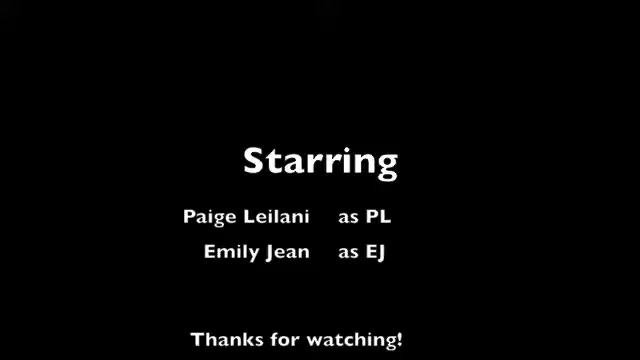 Starring
Paige Leilani as PL
Emily Jean as EJ
Thanks for watching!